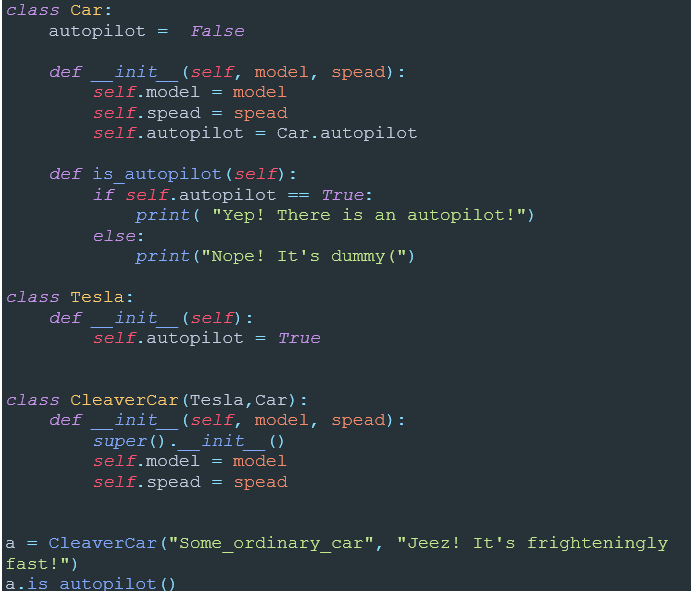 class Car:
    autopilot =  False
    def __init__(self, model, spead):
        self.model = model
        self.spead = spead
        self.autopilot = Car.autopilot
    def is_autopilot(self):
        if self.autopilot == True:
            print( "Yep! There is an autopilot!")
        else:
            print("Nope! It's dummy(")
class Tesla:
    def __init__(self):
        self.autopilot = True
class CleaverCar(Tesla,Car):
    def __init__(self, model, spead):
        super().__init__()
        self.model = model
        self.spead = spead
a = CleaverCar("Some_ordinary_car", "Jeez! It's frighteningly
fast!")
a.is_autopilot()